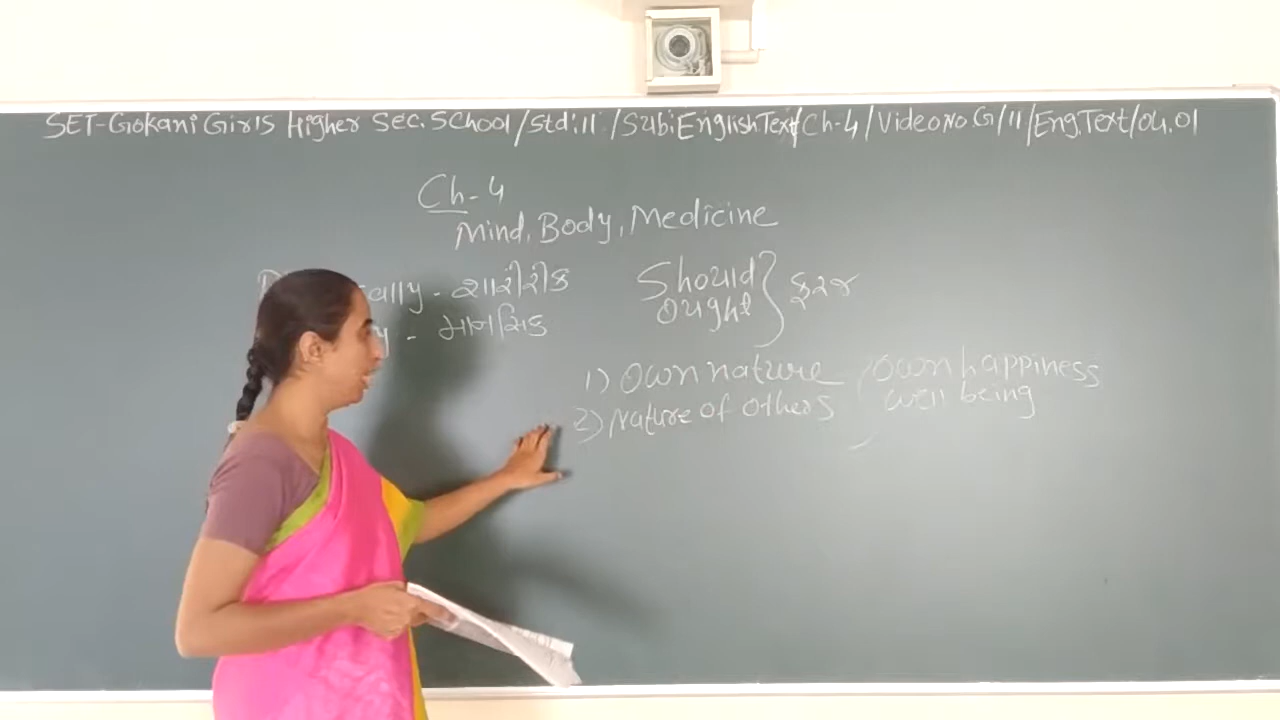 SET-Gokani Girls Higher Sec. School/Std:11/Sub:English Text/Ch-4/Video No G/11/Eng.Text/04.01
Ch-4
Mind, Body, Medicine
ally - શારીરીક
y - માનસિક
Should
ought
ફરજ
1) Own nature
2) Nature of others
own happiness
well being